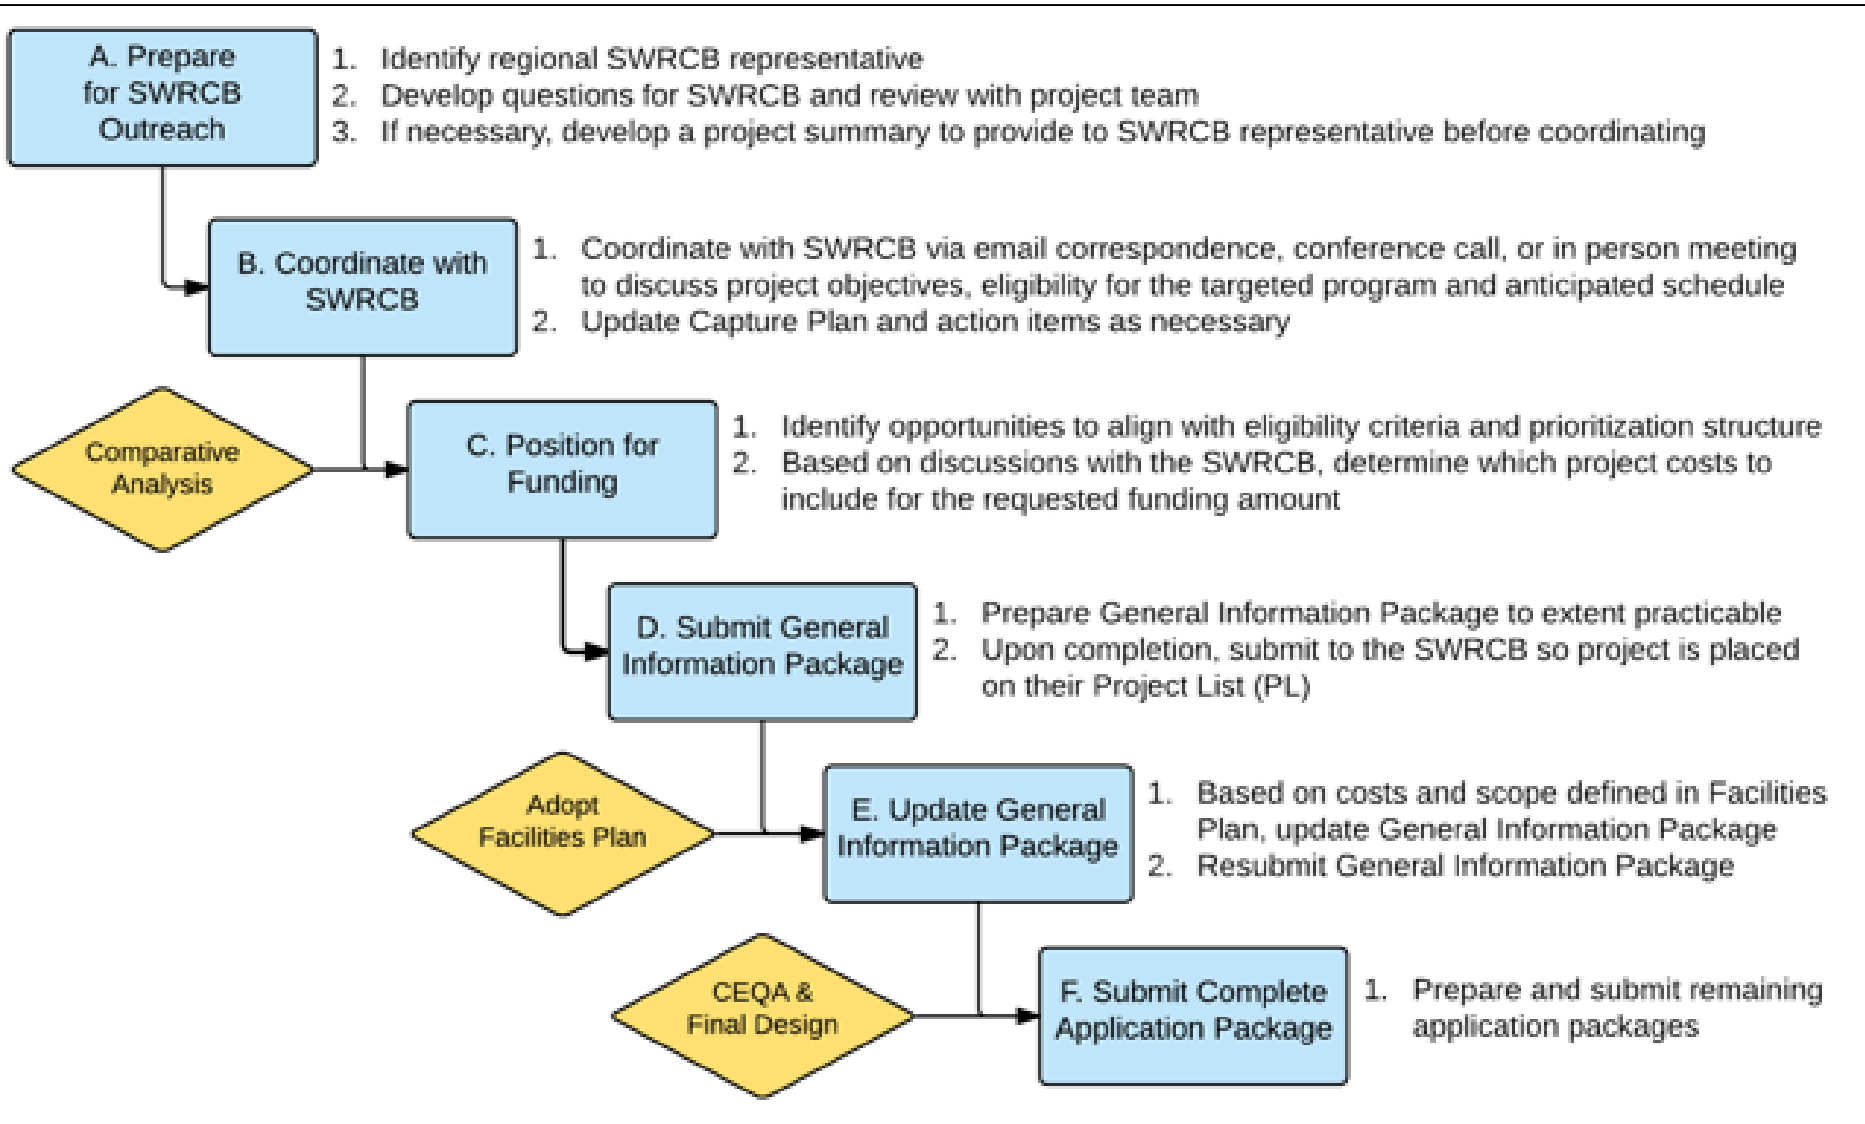 A. Prepare
for SWRCB
Outreach
1. Identify regional SWRCB representative
2. Develop questions for SWRCB and review with project team
3. If necessary, develop a project summary to provide to SWRCB representative before coordinating
B. Coordinate with
SWRCB
1. Coordinate with SWRCB via email correspondence, conference call, or in person meeting
to discuss project objectives, eligibility for the targeted program and anticipated schedule
2. Update Capture Plan and action items as necessary
Comparative
Analysis
C. Position for
Funding
1. Identify opportunities to align with eligibility criteria and prioritization structure
2. Based on discussions with the SWRCB, determine which project costs to
include for the requested funding amount
D. Submit General
Information Package
1. Prepare General Information Package to extent practicable
2. Upon completion, submit to the SWRCB so project is placed
on their Project List (PL)
Adopt
Facilities Plan
E. Update General
Information Package
1. Based on costs and scope defined in Facilities
Plan, update General Information Package
2. Resubmit General Information Package
CEQA &
Final Design
F. Submit Complete
Application Package
1. Prepare and submit remaining
application packages